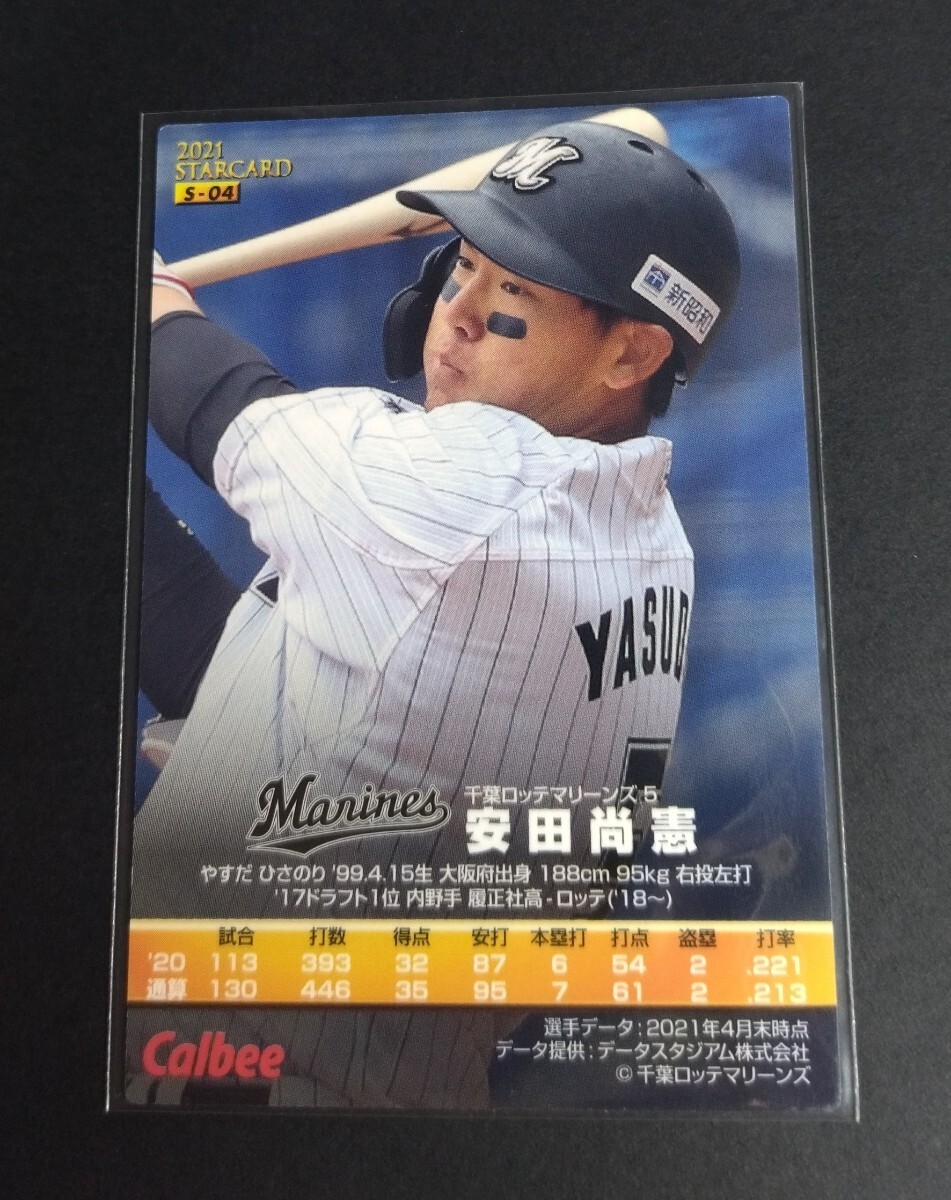 2021
STARCARD
S-04
M
新昭和
YASUD
5
Marines
千葉ロッテマリーンズ 5
安田尚憲
やすだ ひさのり '99.4.15生 大阪府出身 188cm 95kg 右投左打
'17ドラフト1位 内野手 履正社高-ロッテ('18〜)
試合 打数 得点 安打 本塁打 打点 盗塁 打率
'20 113 393 32 87 6 54 2 .221
通算 130 446 35 95 7 61 2 .213
Calbee
選手データ:2021年4月末時点
データ提供:データスタジアム株式会社
©千葉ロッテマリーンズ